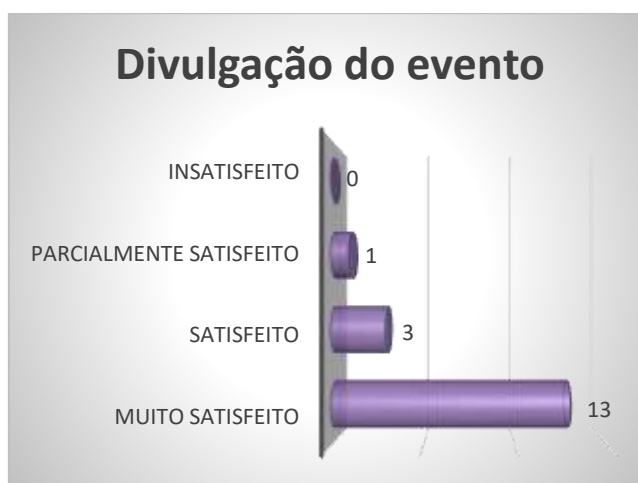 Divulgação do evento
INSATISFEITO 0
PARCIALMENTE SATISFEITO 1
SATISFEITO 3
MUITO SATISFEITO 13